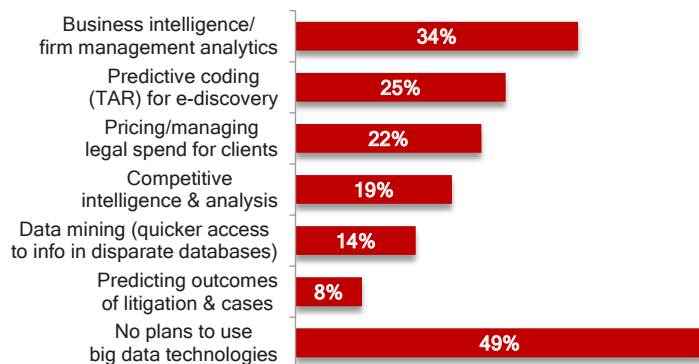 Business intelligence/
firm management analytics
34%
Predictive coding
(TAR) for e-discovery
25%
Pricing/managing
legal spend for clients
22%
Competitive
intelligence & analysis
19%
Data mining (quicker access
to info in disparate databases)
14%
Predicting outcomes
of litigation & cases
8%
No plans to use
big data technologies
49%